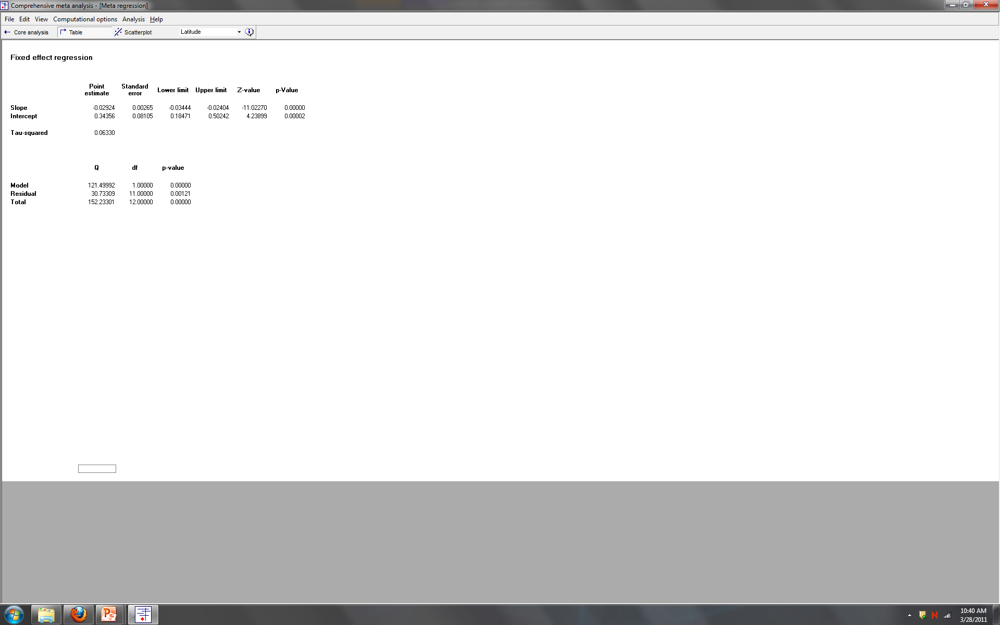 Comprehensive meta analysis - [Meta regression]
File Edit View Computational options Analysis Help
Core analysis Table Scatterplot Latitude
Fixed effect regression
Point estimate Standard error Lower limit Upper limit Z-value p-Value
Slope -0.02924 0.00265 -0.03444 -0.02404 -11.02270 0.00000
Intercept 0.34356 0.08105 0.18471 0.50242 4.23899 0.00002
Tau-squared 0.06330
Q df p-value
Model 121.49992 1.00000 0.00000
Residual 30.73309 11.00000 0.00121
Total 152.23301 12.00000 0.00000
10:40 AM
3/28/2011